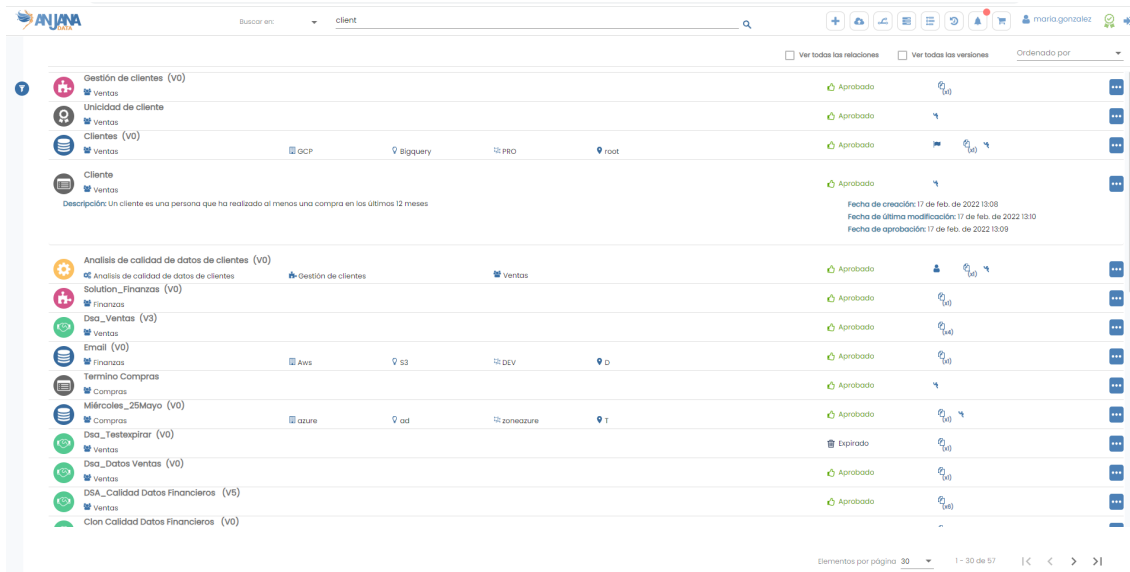 ANJANA
DATA
Buscar en:
client
maria.gonzalez
Ver todas las relaciones
Ver todas las versiones
Ordenado por
Gestión de clientes (V0)
Ventas
Aprobado
(x1)
Unicidad de cliente
Ventas
Aprobado
Clientes (V0)
Ventas
GCP
Bigquery
PRO
root
Aprobado
(x1)
Cliente
Ventas
Aprobado
Descripción: Un cliente es una persona que ha realizado al menos una compra en los últimos 12 meses
Fecha de creación: 17 de feb. de 2022 13:08
Fecha de última modificación: 17 de feb. de 2022 13:10
Fecha de aprobación: 17 de feb. de 2022 13:09
Analisis de calidad de datos de clientes (V0)
Analisis de calidad de datos de clientes
Gestión de clientes
Ventas
Aprobado
(x1)
Solution_Finanzas (V0)
Finanzas
Aprobado
(x1)
Dsa_Ventas (V3)
Ventas
Aprobado
(x4)
Email (V0)
Finanzas
Aws
S3
DEV
D
Aprobado
(x1)
Termino Compras
Compras
Aprobado
Miércoles_25Mayo (V0)
Compras
azure
ad
zoneazure
T
Aprobado
(x1)
Dsa_Testexpirar (V0)
Ventas
Expirado
(x1)
Dsa_Datos Ventas (V0)
Ventas
Aprobado
(x1)
DSA_Calidad Datos Financieros (V5)
Ventas
Aprobado
(x6)
Clon Calidad Datos Financieros (V0)
Elementos por página 30
1 - 30 de 57